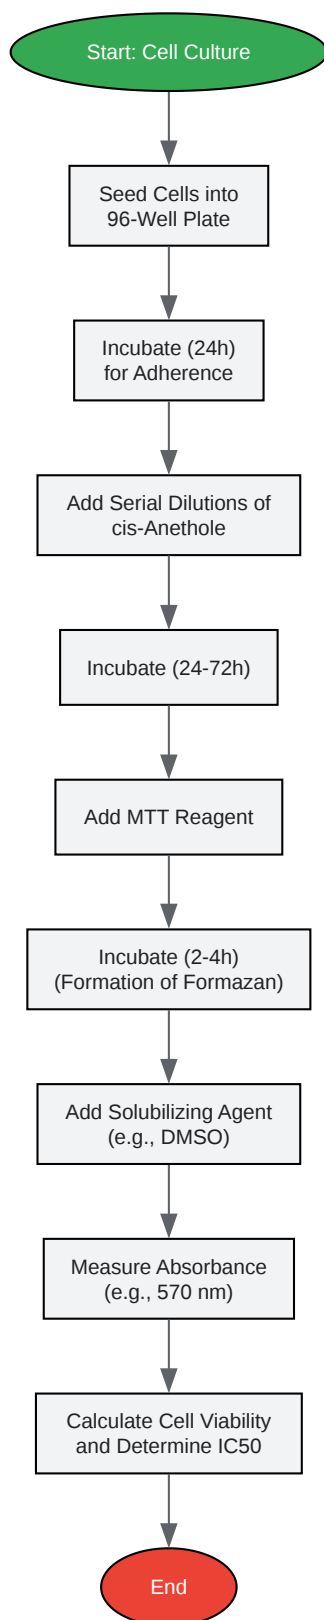 Start: Cell Culture
Seed Cells into
96-Well Plate
Incubate (24h)
for Adherence
Add Serial Dilutions of
cis-Anethole
Incubate (24-72h)
Add MTT Reagent
Incubate (2-4h)
(Formation of Formazan)
Add Solubilizing Agent
(e.g., DMSO)
Measure Absorbance
(e.g., 570 nm)
Calculate Cell Viability
and Determine IC50
End